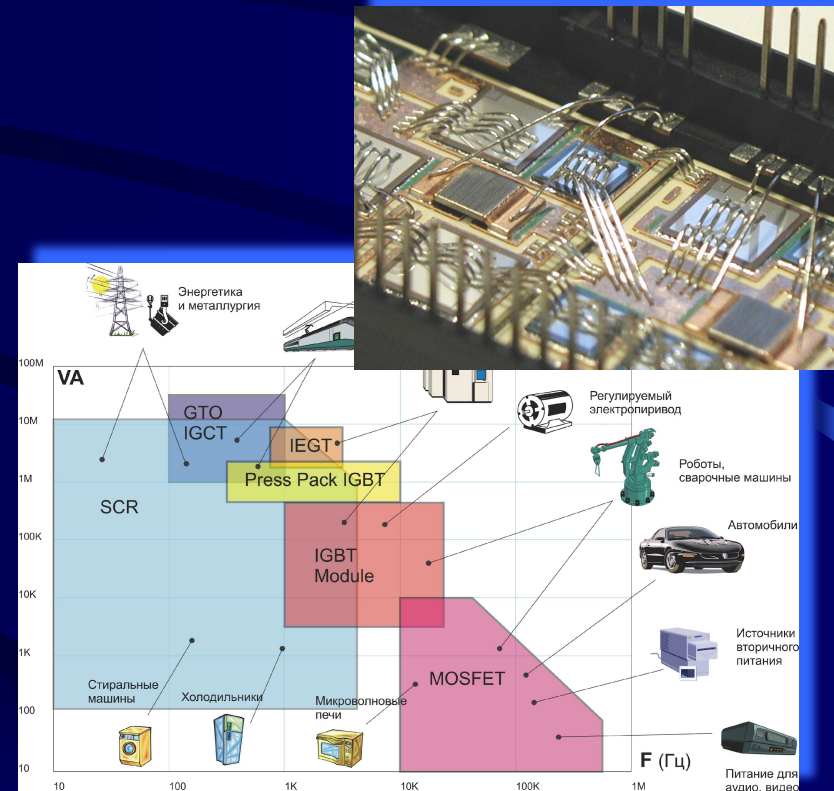 Энергетика
и металлургия
100M
VA
10M
GTO
IGCT
IEGT
Регулируемый
электропиривод
1M
Press Pack IGBT
Роботы,
сварочные машины
SCR
100K
Автомобили
IGBT
Module
10K
1K
Источники
вторичного
питания
MOSFET
Стиральные
машины
Холодильники
Микроволновые
печи
100
10
F (Гц)
Питание для
аудио, видео
10
100
1K
10K
100K
1M